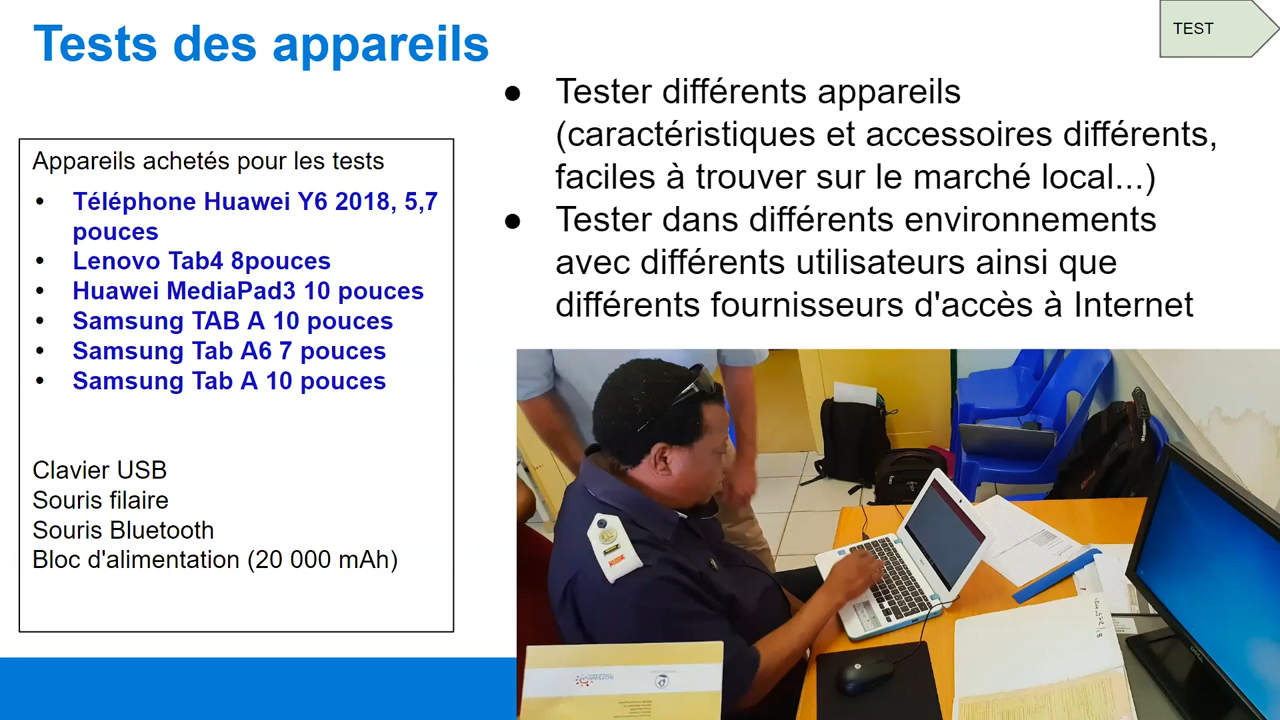 Tests des appareils
TEST
Appareils achetés pour les tests
• Téléphone Huawei Y6 2018, 5,7
pouces
• Lenovo Tab4 8pouces
• Huawei MediaPad3 10 pouces
• Samsung TAB A 10 pouces
• Samsung Tab A6 7 pouces
• Samsung Tab A 10 pouces
Clavier USB
Souris filaire
Souris Bluetooth
Bloc d'alimentation (20 000 mAh)
● Tester différents appareils
(caractéristiques et accessoires différents,
faciles à trouver sur le marché local...)
● Tester dans différents environnements
avec différents utilisateurs ainsi que
différents fournisseurs d'accès à Internet
DELL